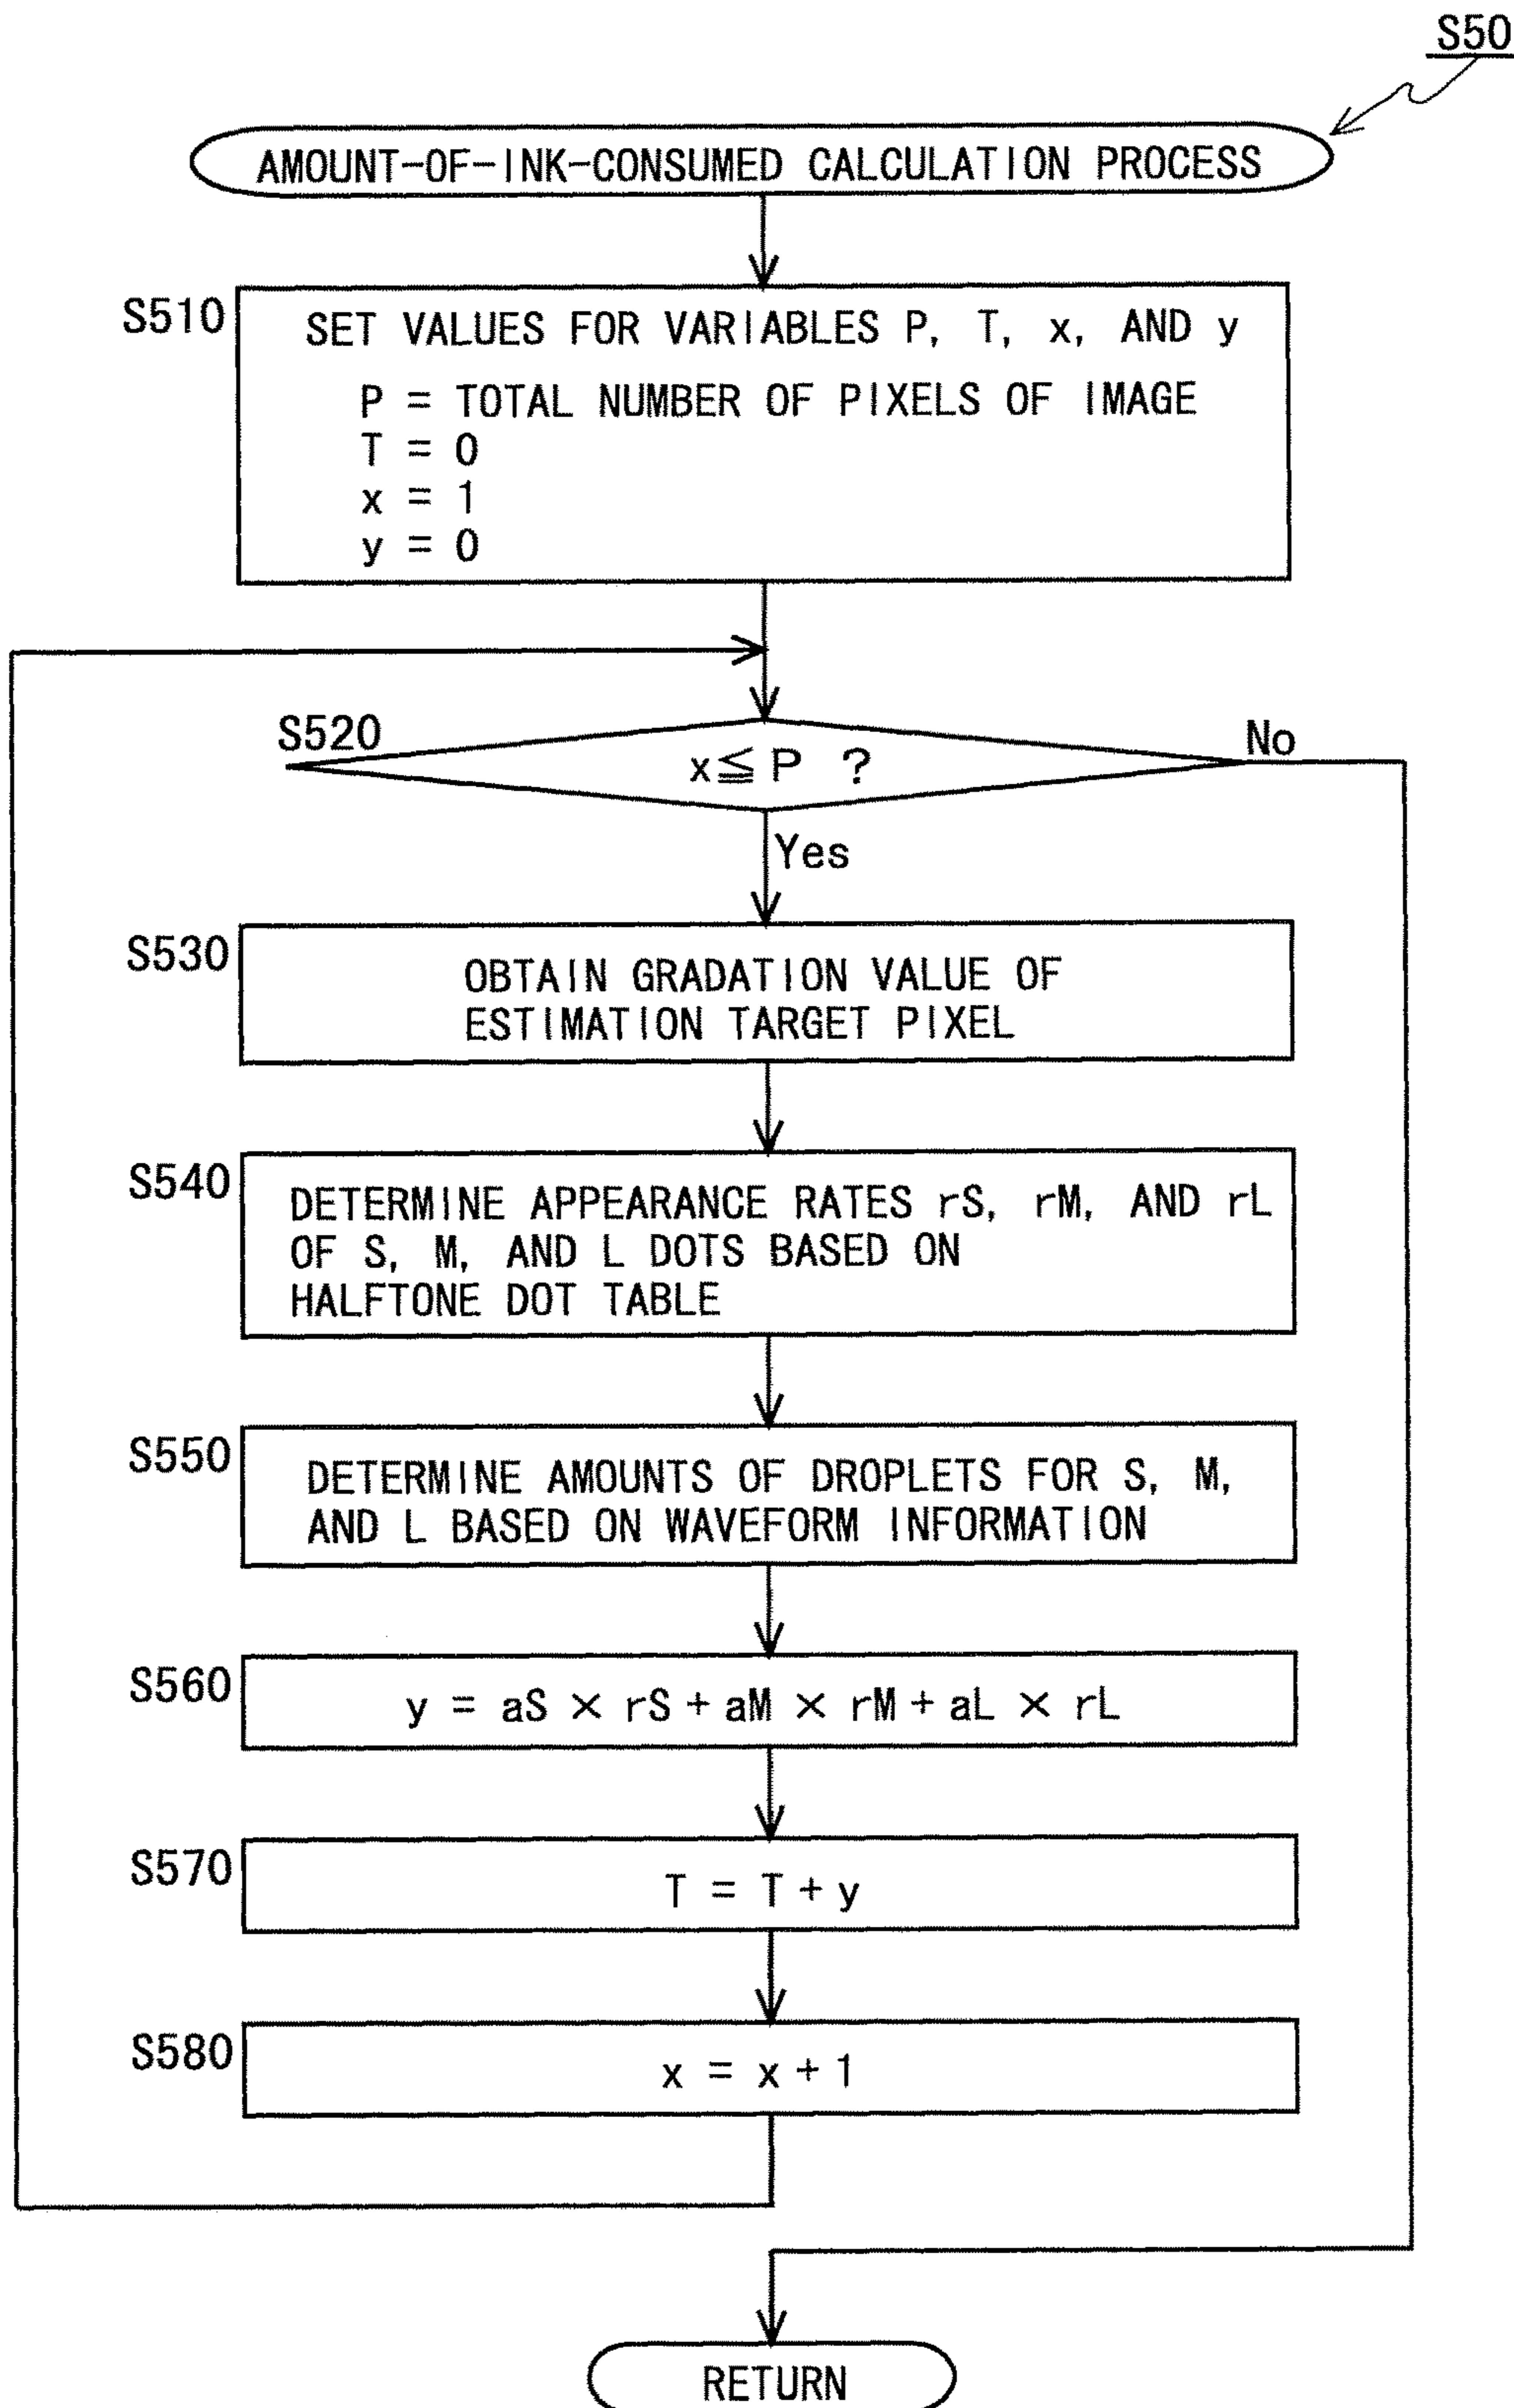 S50
AMOUNT-OF-INK-CONSUMED CALCULATION PROCESS
S510
SET VALUES FOR VARIABLES P, T, x, AND y
P = TOTAL NUMBER OF PIXELS OF IMAGE
T = 0
x = 1
y = 0
S520
x≦P ?
No
Yes
S530
OBTAIN GRADATION VALUE OF
ESTIMATION TARGET PIXEL
S540
DETERMINE APPEARANCE RATES rS, rM, AND rL
OF S, M, AND L DOTS BASED ON
HALFTONE DOT TABLE
S550
DETERMINE AMOUNTS OF DROPLETS FOR S, M,
AND L BASED ON WAVEFORM INFORMATION
S560
y = aS × rS + aM × rM + aL × rL
S570
T = T + y
S580
x = x + 1
RETURN